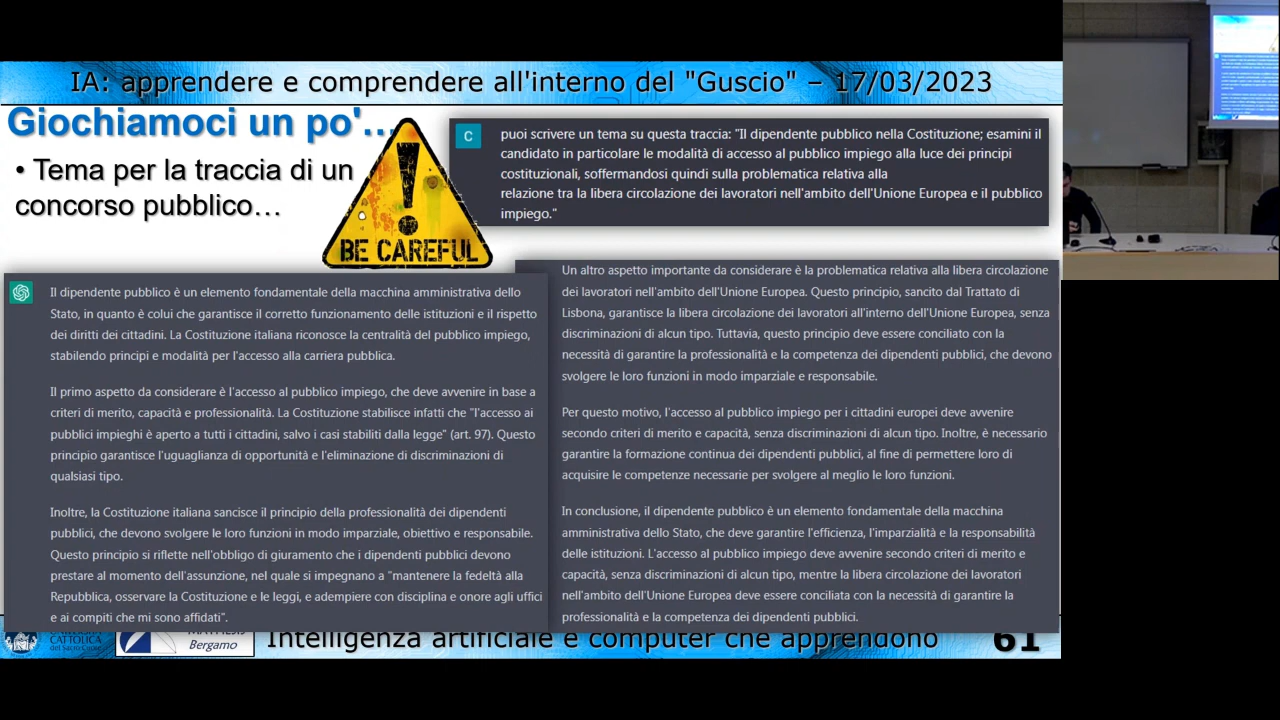 IA: apprendere e comprendere all'interno del "Guscio" – 17/03/2023
Giochiamoci un po'...
• Tema per la traccia di un
concorso pubblico…
BE CAREFUL
C
puoi scrivere un tema su questa traccia: "Il dipendente pubblico nella Costituzione; esamini il
candidato in particolare le modalità di accesso al pubblico impiego alla luce dei principi
costituzionali, soffermandosi quindi sulla problematica relativa alla
relazione tra la libera circolazione dei lavoratori nell'ambito dell'Unione Europea e il pubblico
impiego."
Il dipendente pubblico è un elemento fondamentale della macchina amministrativa dello
Stato, in quanto è colui che garantisce il corretto funzionamento delle istituzioni e il rispetto
dei diritti dei cittadini. La Costituzione italiana riconosce la centralità del pubblico impiego,
stabilendo principi e modalità per l'accesso alla carriera pubblica.
Il primo aspetto da considerare è l'accesso al pubblico impiego, che deve avvenire in base a
criteri di merito, capacità e professionalità. La Costituzione stabilisce infatti che "l'accesso ai
pubblici impieghi è aperto a tutti i cittadini, salvo i casi stabiliti dalla legge" (art. 97). Questo
principio garantisce l'uguaglianza di opportunità e l'eliminazione di discriminazioni di
qualsiasi tipo.
Inoltre, la Costituzione italiana sancisce il principio della professionalità dei dipendenti
pubblici, che devono svolgere le loro funzioni in modo imparziale, obiettivo e responsabile.
Questo principio si riflette nell'obbligo di giuramento che i dipendenti pubblici devono
prestare al momento dell'assunzione, nel quale si impegnano a "mantenere la fedeltà alla
Repubblica, osservare la Costituzione e le leggi, e adempiere con disciplina e onore agli uffici
e ai compiti che mi sono affidati".
Un altro aspetto importante da considerare è la problematica relativa alla libera circolazione
dei lavoratori nell'ambito dell'Unione Europea. Questo principio, sancito dal Trattato di
Lisbona, garantisce la libera circolazione dei lavoratori all'interno dell'Unione Europea, senza
discriminazioni di alcun tipo. Tuttavia, questo principio deve essere conciliato con la
necessità di garantire la professionalità e la competenza dei dipendenti pubblici, che devono
svolgere le loro funzioni in modo imparziale e responsabile.
Per questo motivo, l'accesso al pubblico impiego per i cittadini europei deve avvenire
secondo criteri di merito e capacità, senza discriminazioni di alcun tipo. Inoltre, è necessario
garantire la formazione continua dei dipendenti pubblici, al fine di permettere loro di
acquisire le competenze necessarie per svolgere al meglio le loro funzioni.
In conclusione, il dipendente pubblico è un elemento fondamentale della macchina
amministrativa dello Stato, che deve garantire l'efficienza, l'imparzialità e la responsabilità
delle istituzioni. L'accesso al pubblico impiego deve avvenire secondo criteri di merito e
capacità, senza discriminazioni di alcun tipo, mentre la libera circolazione dei lavoratori
nell'ambito dell'Unione Europea deve essere conciliata con la necessità di garantire la
professionalità e la competenza dei dipendenti pubblici.
CATTOLICA
del Sacro Cuore
MATHESIS
Bergamo
Intelligenza artificiale e computer che apprendono
61